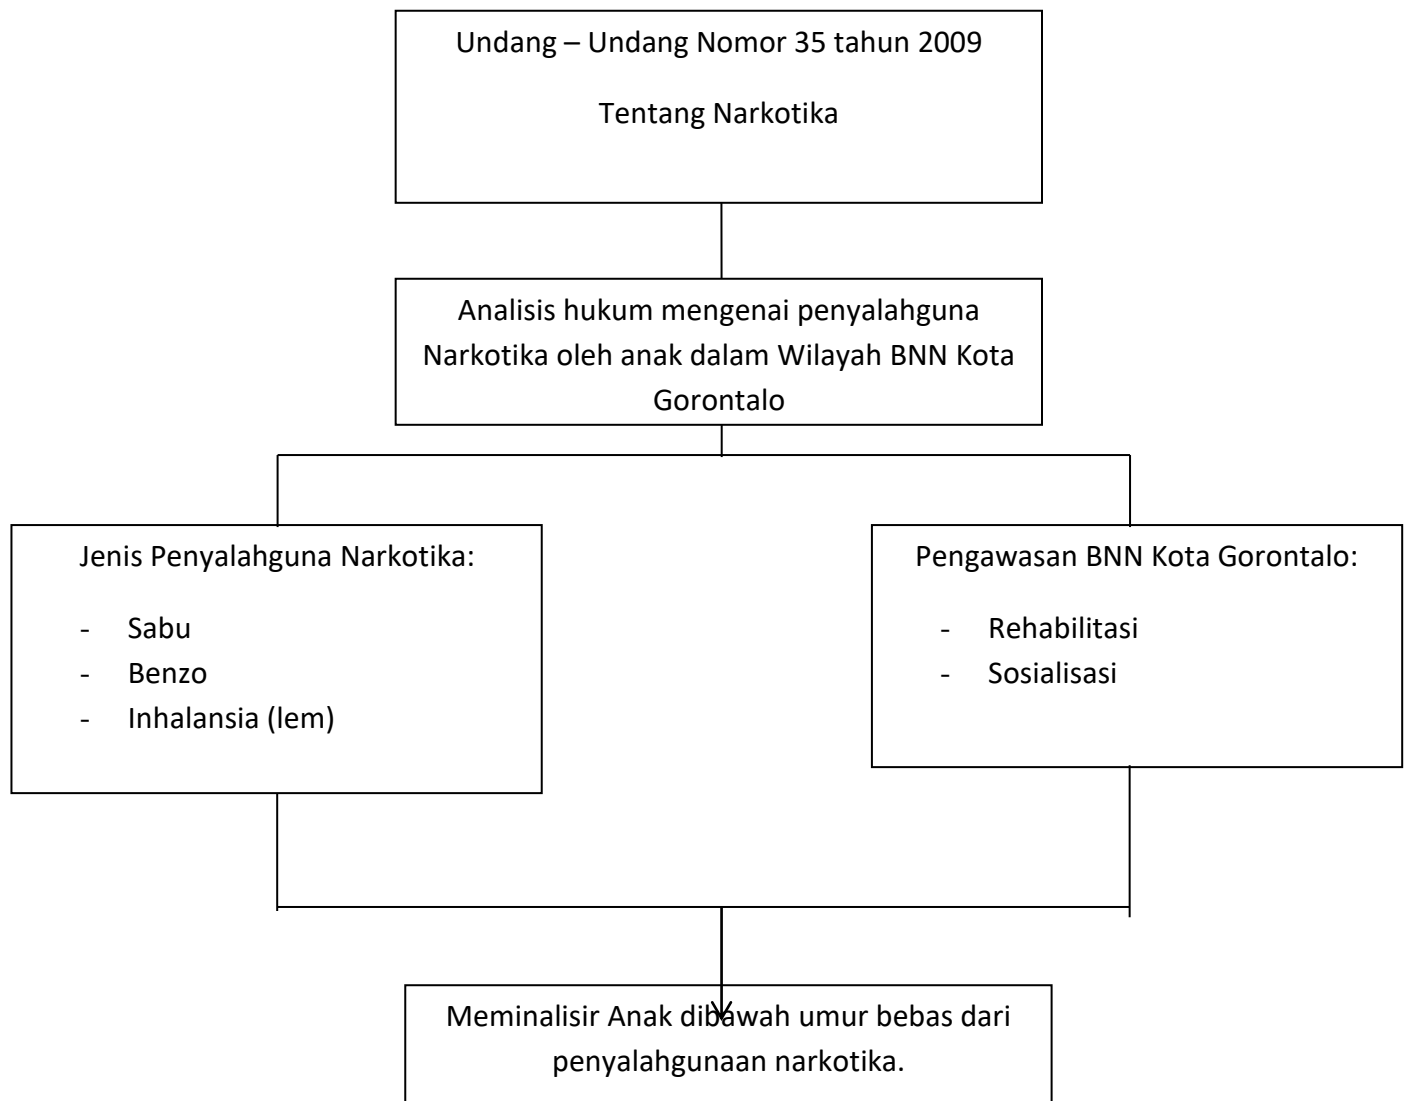 Undang – Undang Nomor 35 tahun 2009
Tentang Narkotika
Analisis hukum mengenai penyalahguna
Narkotika oleh anak dalam Wilayah BNN Kota
Gorontalo
Jenis Penyalahguna Narkotika:
- Sabu
- Benzo
- Inhalansia (lem)
Pengawasan BNN Kota Gorontalo:
- Rehabilitasi
- Sosialisasi
Meminalisir Anak dibawah umur bebas dari
penyalahgunaan narkotika.